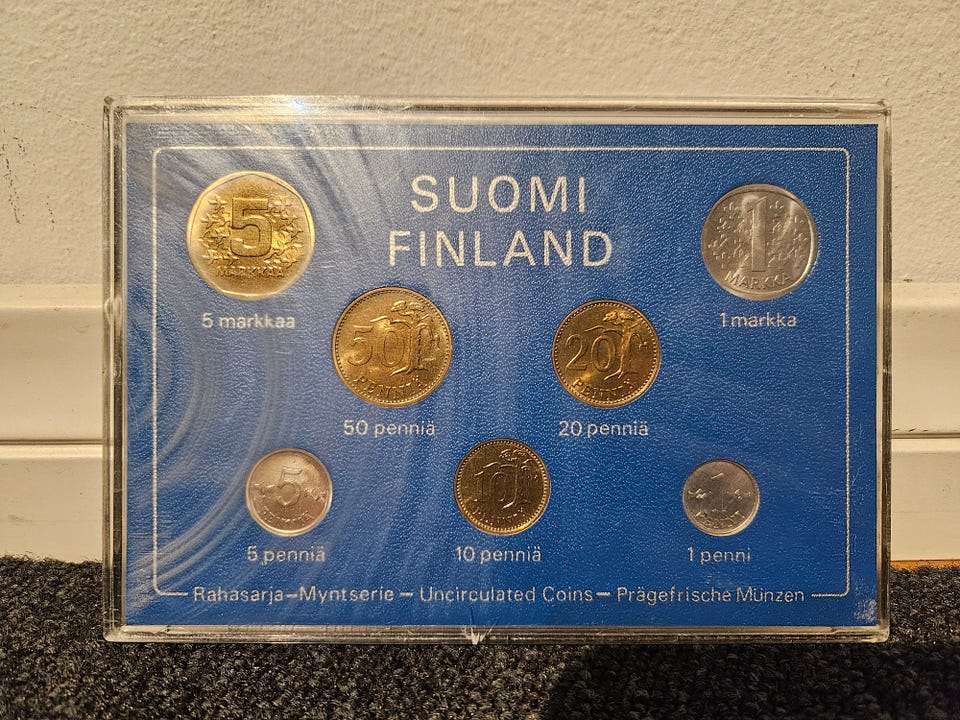 SUOMI
FINLAND
5
MARKKAA
1
MARKKA
5 markkaa
1 markka
50
PENNIÄ
20
PENNIÄ
50 penniä
20 penniä
5
10
1
PENNI
5 penniä
10 penniä
1 penni
Rahasarja–Myntserie – Uncirculated Coins – Prägefrische Münzen